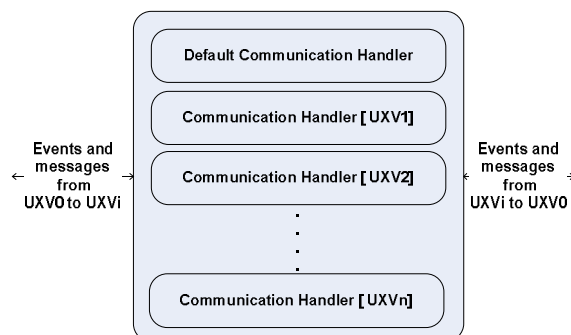 Default Communication Handler
Communication Handler [UXV1]
Communication Handler [UXV2]
Communication Handler [UXVn]
Events and
messages
from
UXV0 to UXVi
Events and
messages
from
UXVi to UXV0